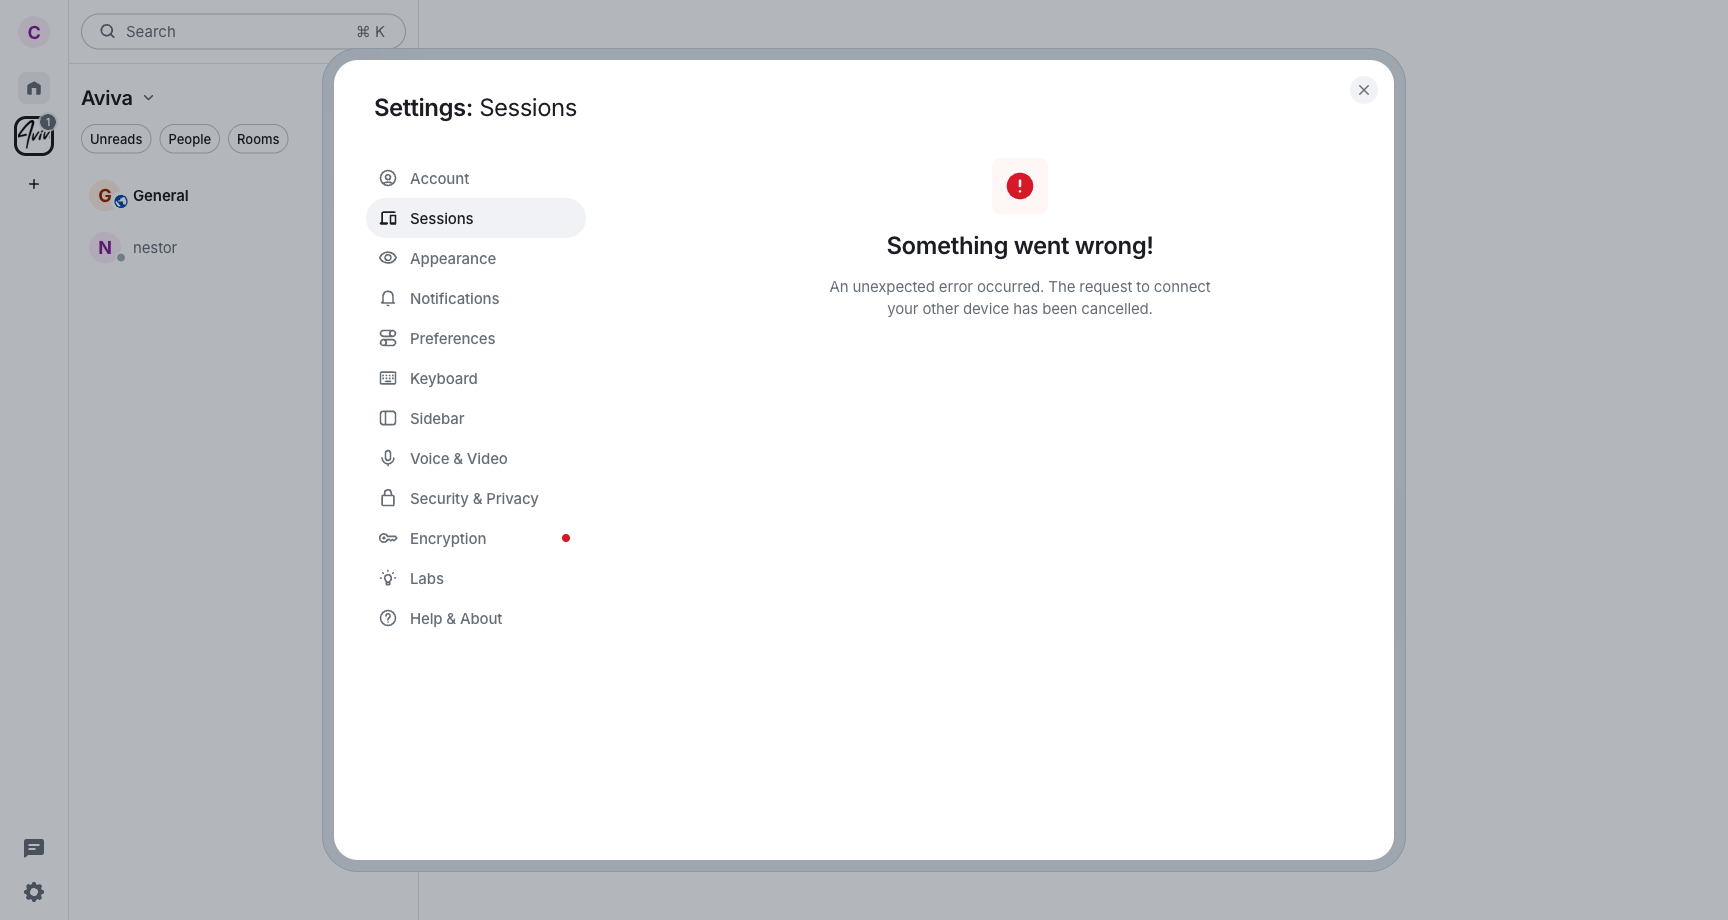 C
Search
⌘ K
Aviva
1
Aviv
Unreads
People
Rooms
G
General
N
nestor
Settings: Sessions
Account
Sessions
Appearance
Notifications
Preferences
Keyboard
Sidebar
Voice & Video
Security & Privacy
Encryption
Labs
Help & About
Something went wrong!
An unexpected error occurred. The request to connect
your other device has been cancelled.